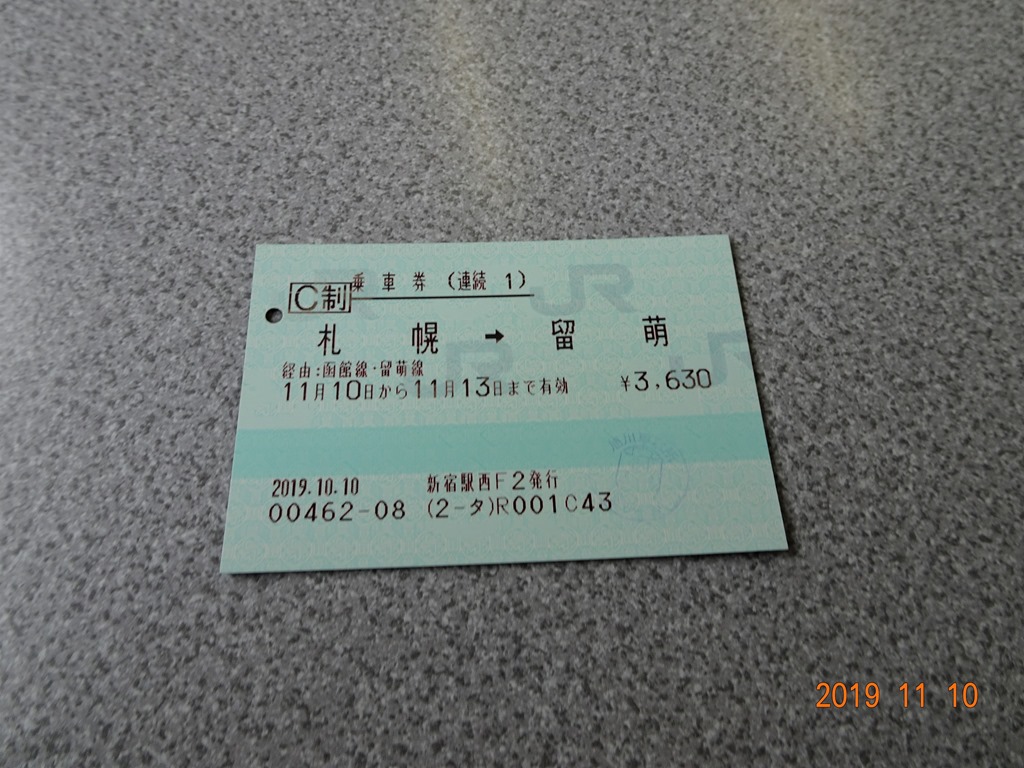 乗車券(連続 1)
C制
札幌 → 留萌
経由:函館線・留萌線
11月10日から11月13日まで有効 ¥3,630
2019.10.10 新宿駅西F2発行
00462-08 (2-タ)R001C43
JR
JR
2019 11 10